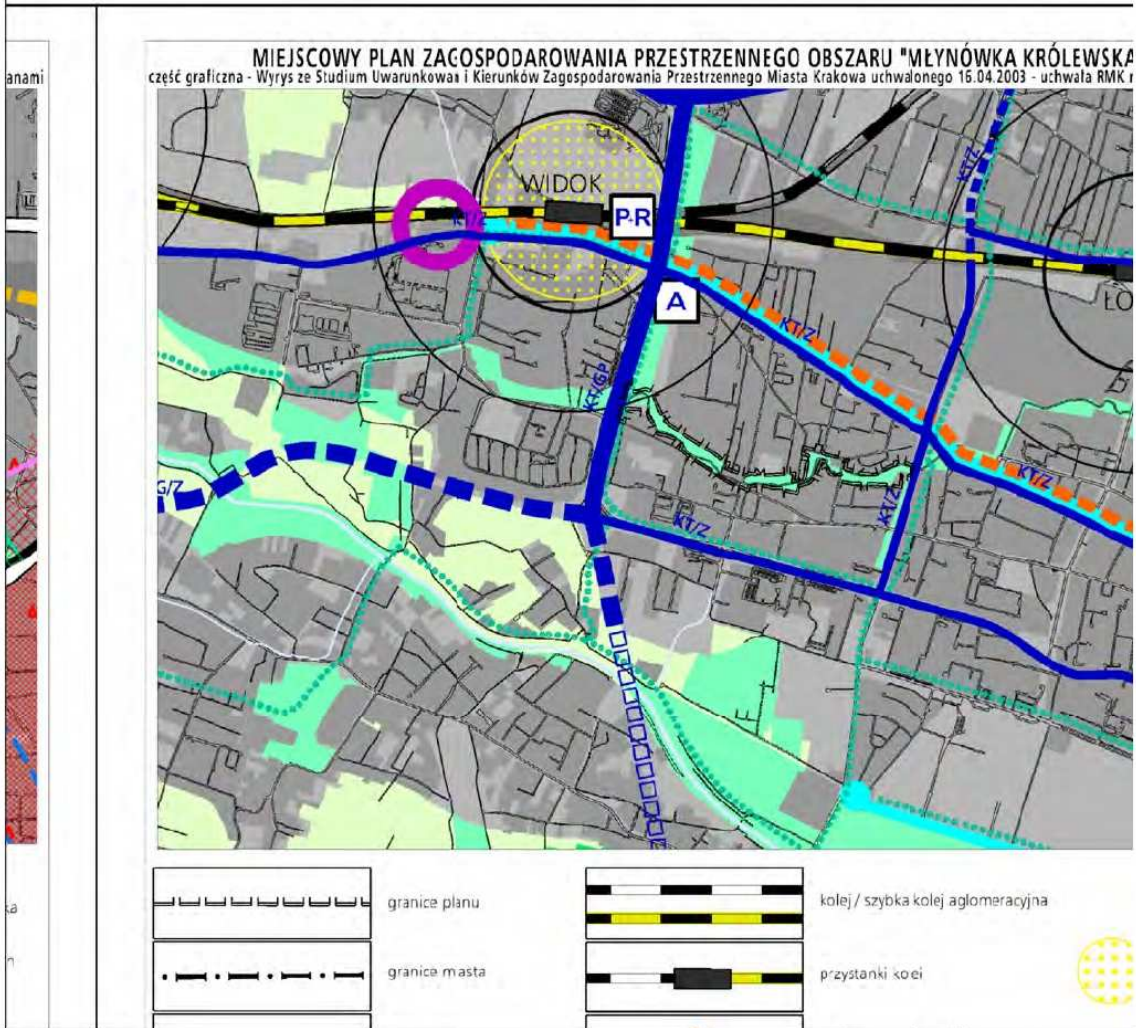 MIEJSCOWY PLAN ZAGOSPODAROWANIA PRZESTRZENNEGO OBSZARU "MŁYNÓWKA KRÓLEWSKA
część graficzna - Wyrys ze Studium Uwarunkowań i Kierunków Zagospodarowania Przestrzennego Miasta Krakowa uchwalonego 16.04.2003 - uchwała RMK
anami
WIDOK
KT/Z
P-R
KT/Z
A
ŁO
KT/Z
KT/GP
G/Z
KT/Z
KT/Z
KT/Z
granice planu
kolej / szybka kolej aglomeracyjna
granice miasta
przystanki kolei